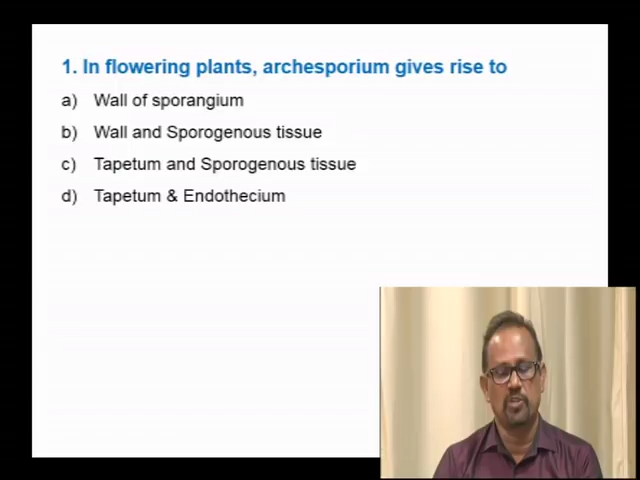 1. In flowering plants, archesporium gives rise to
a) Wall of sporangium
b) Wall and Sporogenous tissue
c) Tapetum and Sporogenous tissue
d) Tapetum & Endothecium